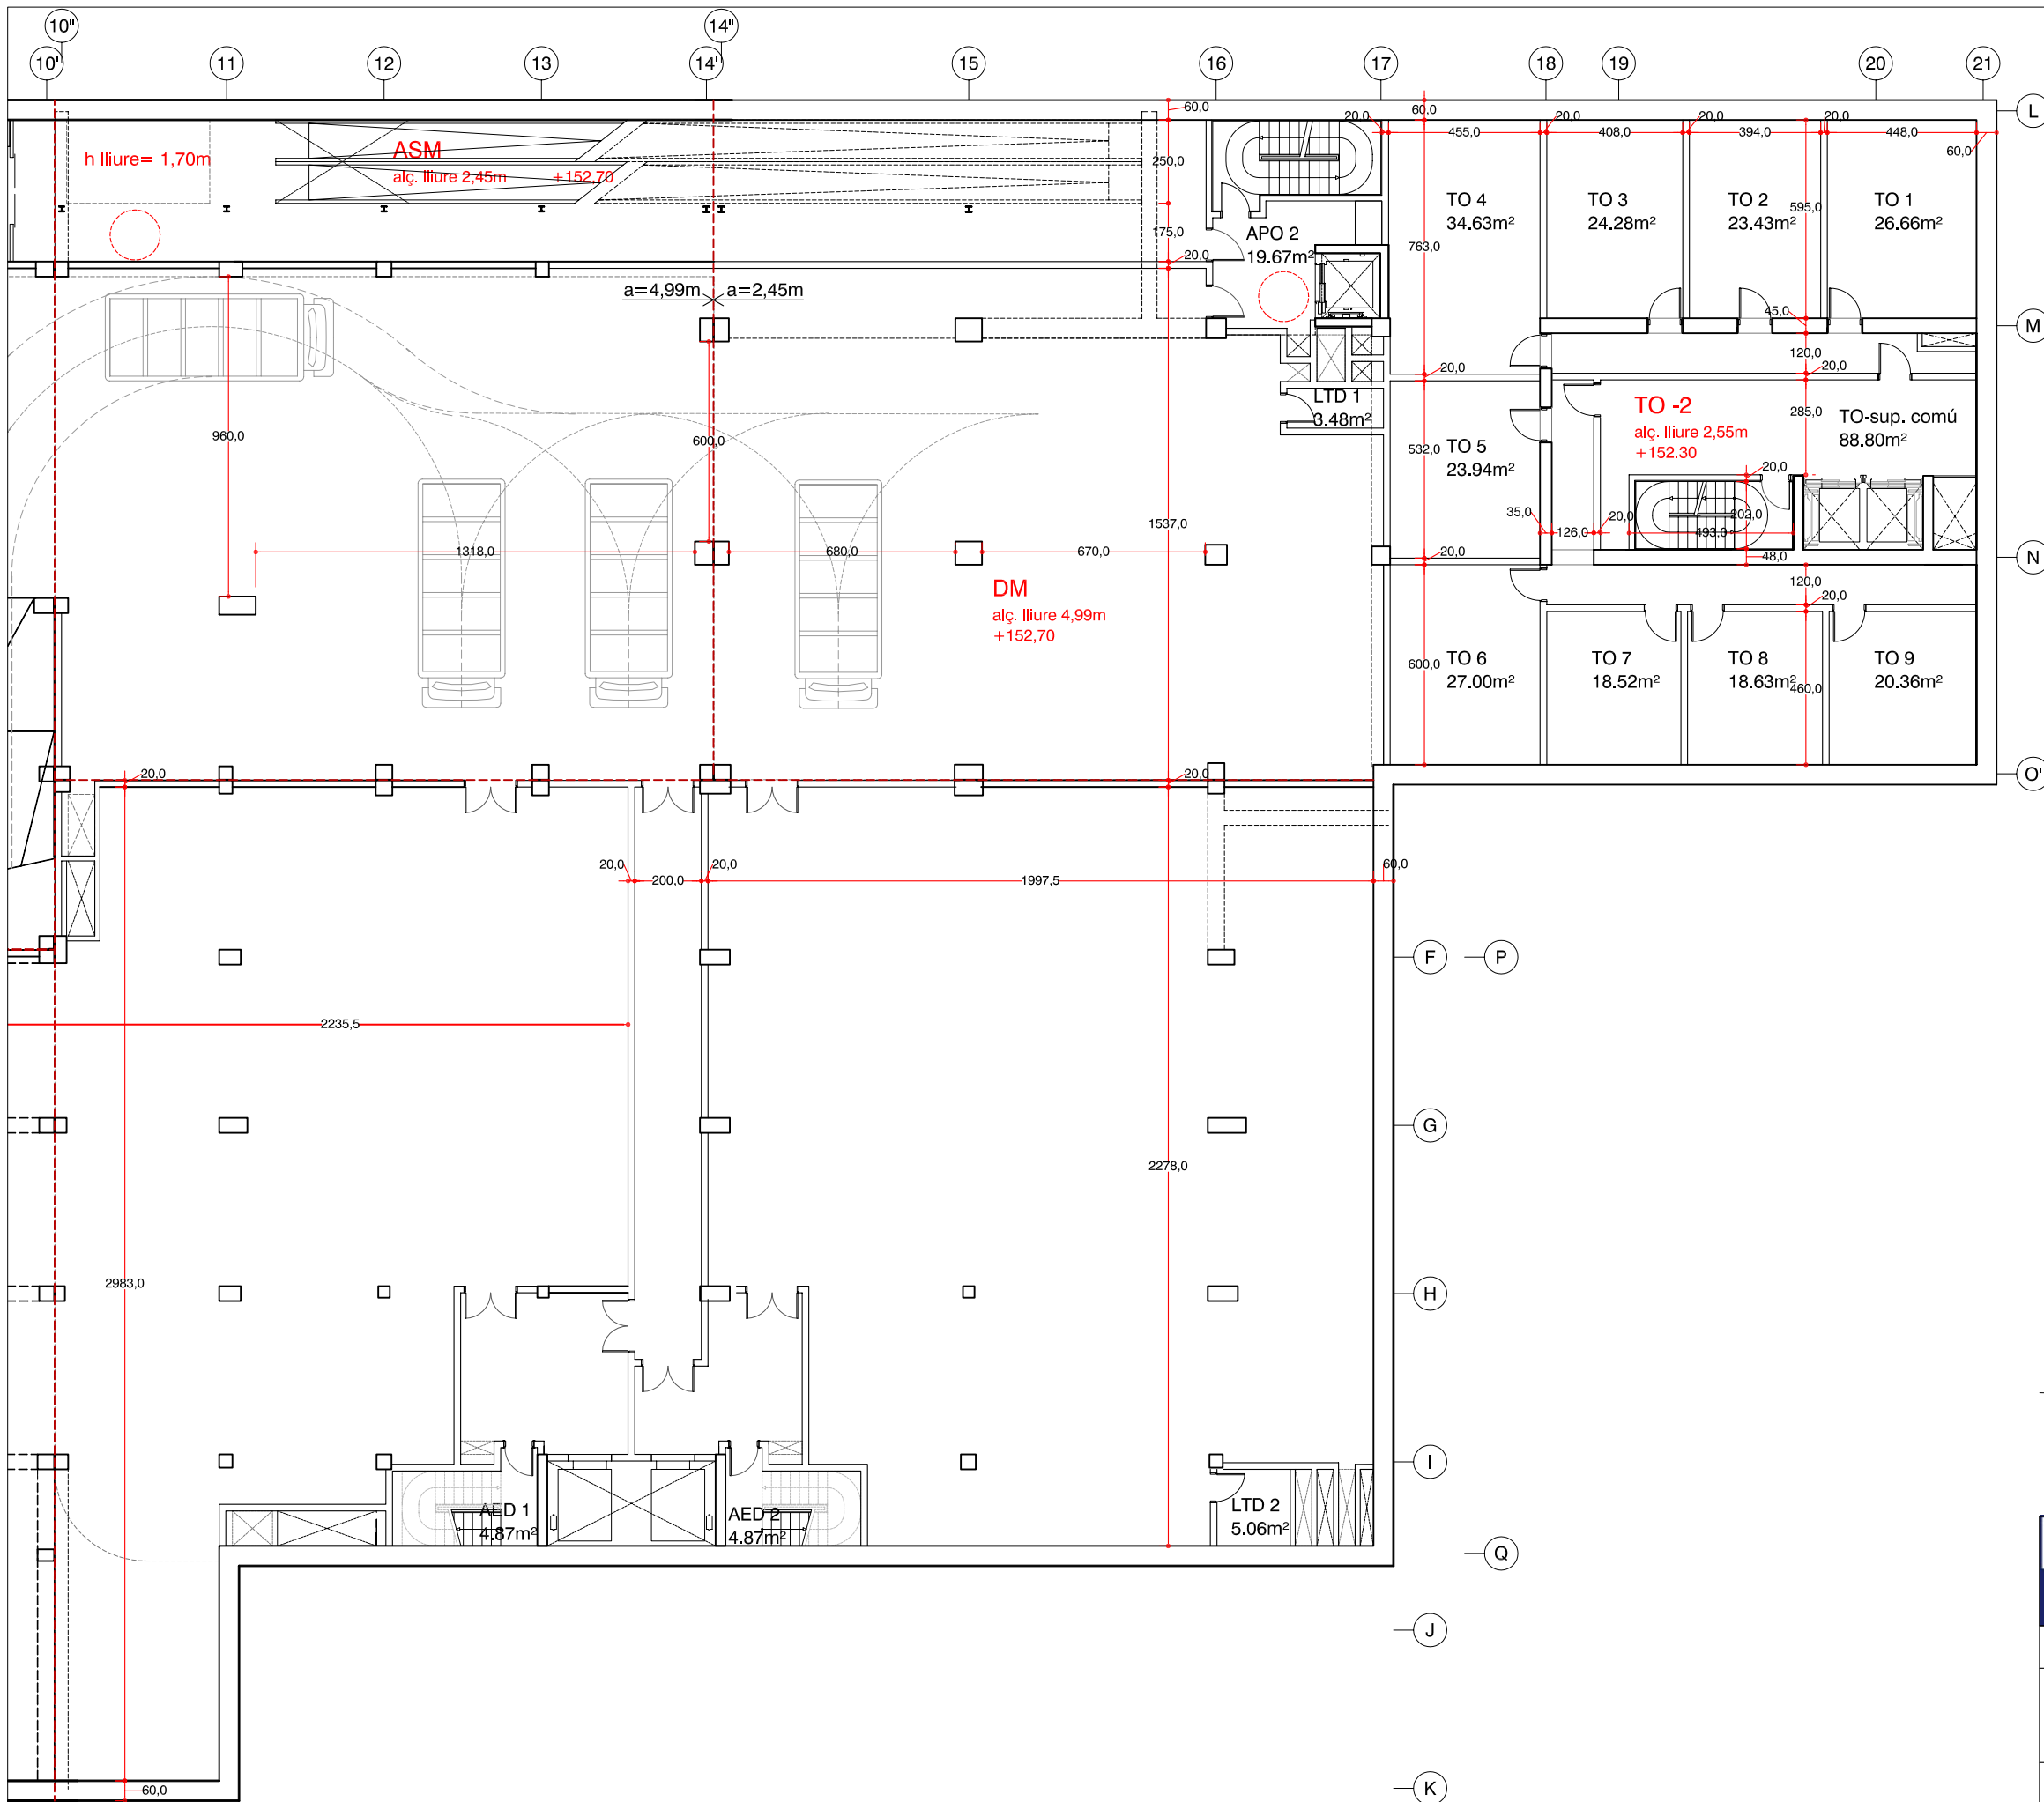 10"
14"
10'
11
12
13
14'
15
16
17
18
19
20
21
L
60,0
20,0
60,0
20,0
20,0
20,0
455,0
408,0
394,0
448,0
60,0
h lliure= 1,70m
ASM
alç. lliure 2,45m
+152,70
250,0
175,0
20,0
APO 2
19.67m²
TO 4
34.63m²
TO 3
24.28m²
TO 2
23.43m²
TO 1
26.66m²
595,0
763,0
a=4,99m
a=2,45m
45,0
M
120,0
20,0
20,0
LTD 1
3.48m²
TO -2
alç. lliure 2,55m
+152.30
285,0
TO-sup. comú
88.80m²
960,0
600,0
532,0
TO 5
23.94m²
20,0
1537,0
35,0
126,0
20,0
202,0
493,0
48,0
1318,0
680,0
670,0
20,0
N
DM
alç. lliure 4,99m
+152,70
120,0
20,0
600,0
TO 6
27.00m²
TO 7
18.52m²
TO 8
18.63m²
460,0
TO 9
20.36m²
20,0
20,0
O'
20,0
200,0
20,0
1997,5
60,0
F
P
2235,5
G
2278,0
2983,0
H
I
AED 1
4.87m²
AED 2
4.87m²
LTD 2
5.06m²
Q
J
60,0
K